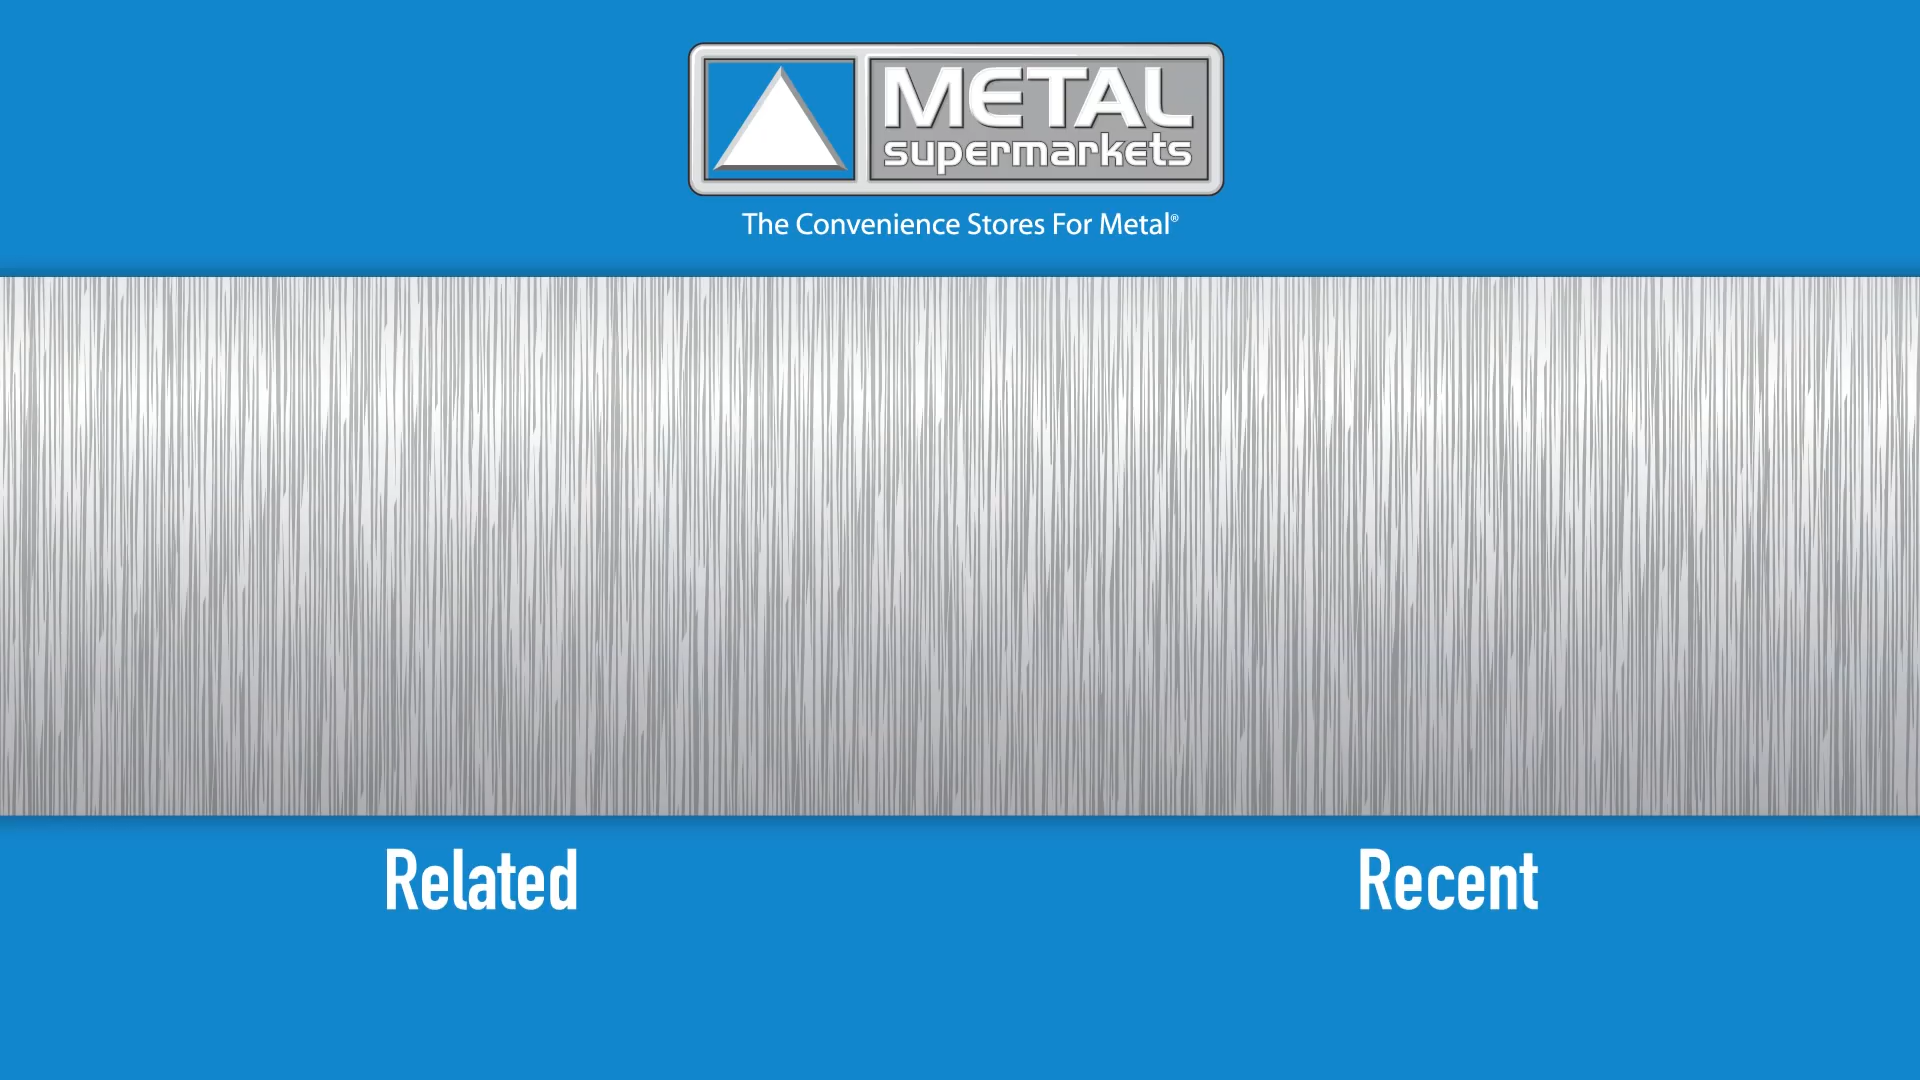 METAL
supermarkets
The Convenience Stores For Metal®
Related
Recent